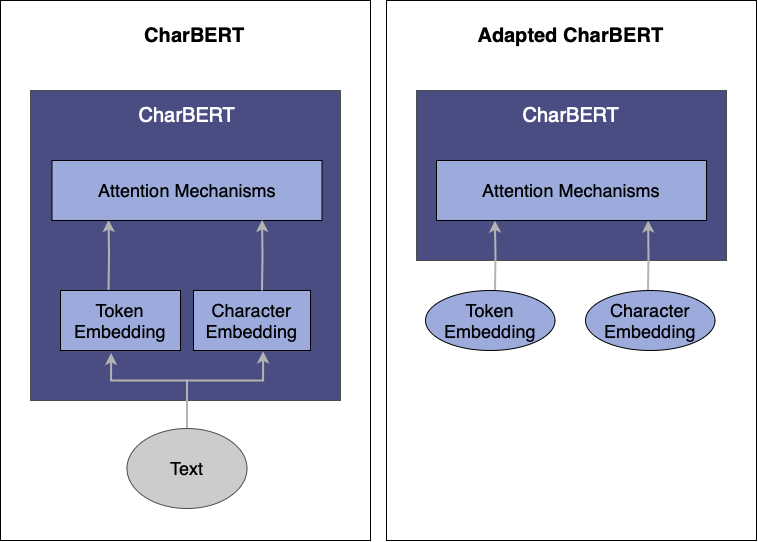 CharBERT
CharBERT
Attention Mechanisms
Token
Embedding
Character
Embedding
Text
Adapted CharBERT
CharBERT
Attention Mechanisms
Token
Embedding
Character
Embedding